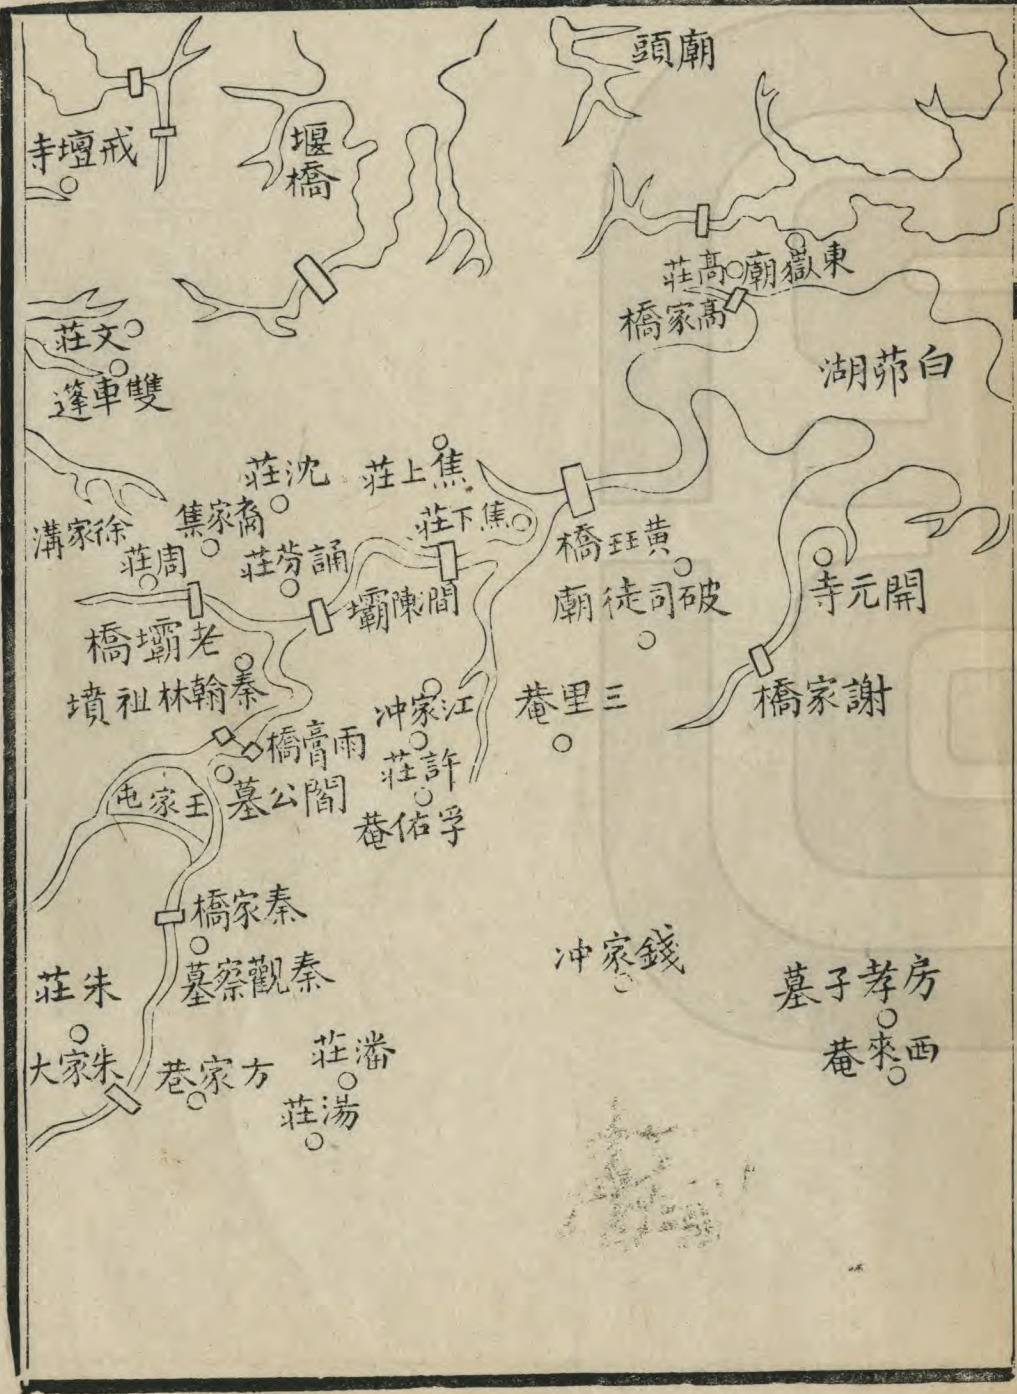 廟頭
戒壇寺
堰橋
東嶽廟
高莊
高家橋
白茆湖
文莊
雙車篷
焦上莊
沈莊
焦下莊
裔家集
徐家溝
周莊
誦芬莊
黃玨橋
間陳壩
破司徒廟
開元寺
老壩橋
秦翰林祖墳
江家冲
三里菴
謝家橋
雨膏橋
許莊
閻公墓
王家屯
孚佑菴
秦家橋
秦觀察墓
錢家冲
房孝子墓
朱莊
西來菴
朱家大
方家巷
潘莊
湯莊